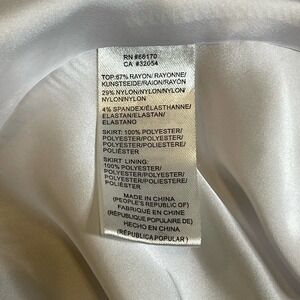 RN #66170
CA #32054
TOP:67% RAYON/RAYONNE/
KUNSTSEIDE/RAION/RAYÓN
29% NYLON/NYLON/NYLON/
NYLON/NYLON
4% SPANDEX/ÉLASTHANNE/
ELASTAN/ELASTAN/
ELASTANO
SKIRT: 100% POLYESTER/
POLYESTER/POLYESTER/
POLYESTER/POLIESTERE/
POLIÉSTER
SKIRT LINING:
100% POLYESTER/
POLYESTER/POLYESTER/
POLYESTER/POLIESTERE/
POLIÉSTER
MADE IN CHINA
(PEOPLE'S REPUBLIC OF)
FABRIQUÉ EN CHINE
(RÉPUBLIQUE POPULAIRE DE)
HECHO EN CHINA
(REPÚBLICA POPULAR)